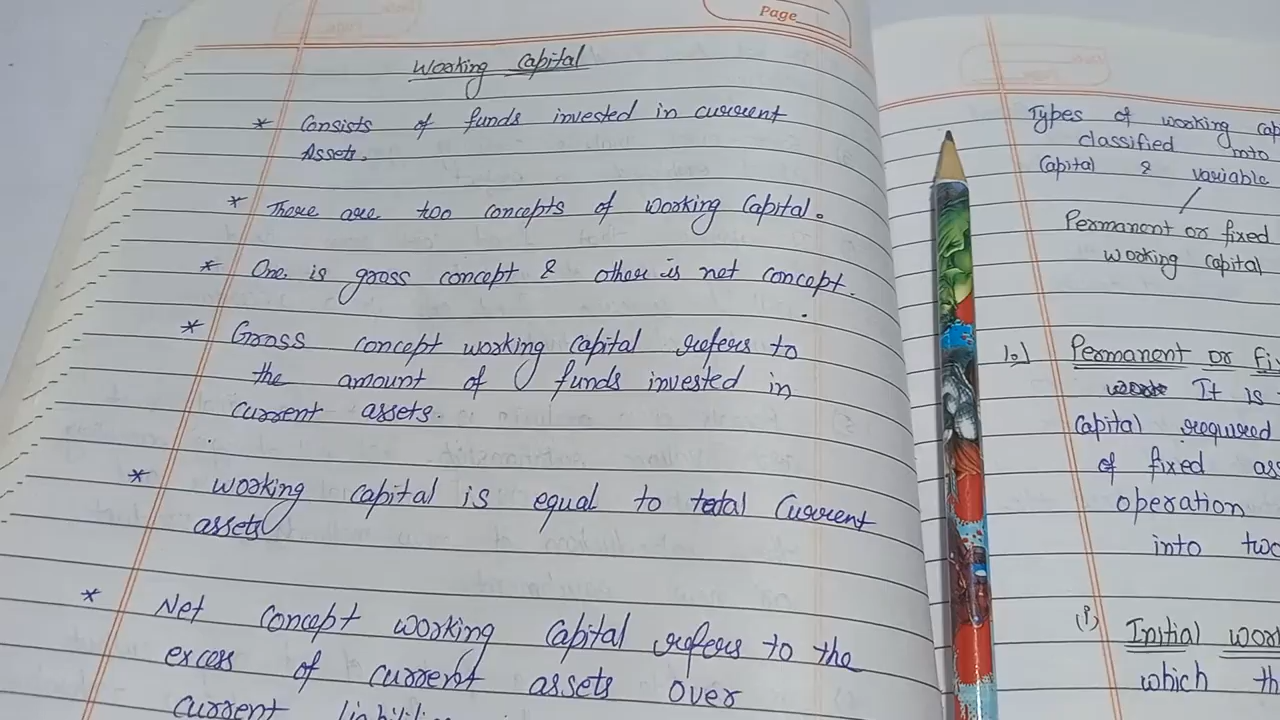 Page
Working Capital
* Consists of funds invested in current
Assets.
* There are too concepts of working Capital.
* One is gross concept & other is net concept.
* Gross concept working Capital refers to
the amount of funds invested in
current assets.
* working capital is equal to total Current
assets
* Net concept working Capital refers to the
excess of current assets over
current
Types of working
classified into
Capital & variable
Permanent or fixed
working capital
1.) Permanent or
It is
Capital required
of fixed
operation
into two
(i) Initial
which